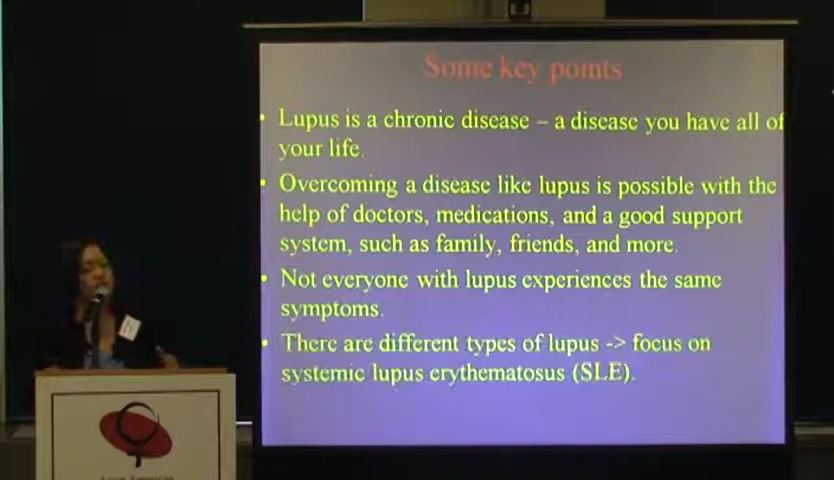 Some key points
• Lupus is a chronic disease – a disease you have all of
your life.
• Overcoming a disease like lupus is possible with the
help of doctors, medications, and a good support
system, such as family, friends, and more.
• Not everyone with lupus experiences the same
symptoms.
• There are different types of lupus -> focus on
systemic lupus erythematosus (SLE).